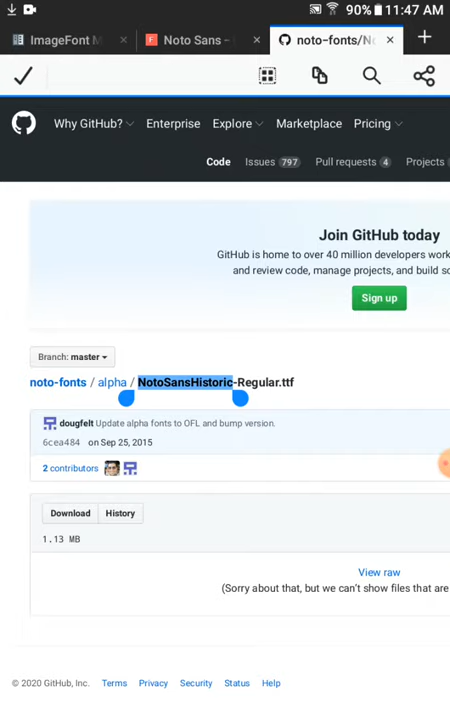 90% 11:47 AM
ImageFont M
Noto Sans –
noto-fonts/N
Why GitHub? Enterprise Explore Marketplace Pricing
Code Issues 797 Pull requests 4 Projects
Join GitHub today
GitHub is home to over 40 million developers work
and review code, manage projects, and build so
Sign up
Branch: master
noto-fonts / alpha / NotoSansHistoric-Regular.ttf
dougfelt Update alpha fonts to OFL and bump version.
6cea484 on Sep 25, 2015
2 contributors
Download History
1.13 MB
View raw
(Sorry about that, but we can't show files that are
© 2020 GitHub, Inc. Terms Privacy Security Status Help